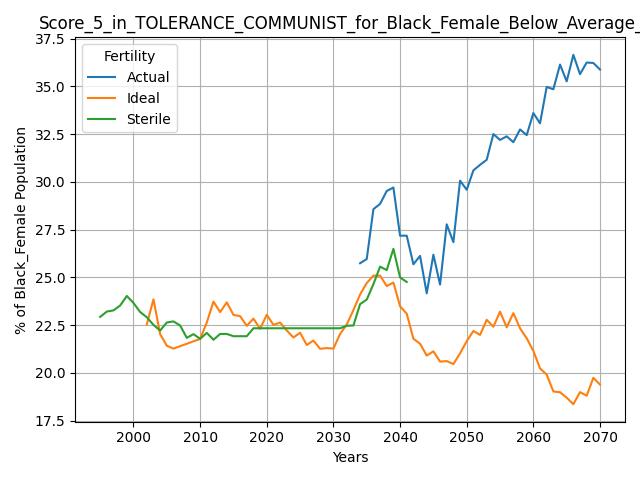 Score_5_in_TOLERANCE_COMMUNIST_for_Black_Female_Below_Average_
37.5
35.0
32.5
30.0
27.5
25.0
22.5
20.0
17.5
% of Black_Female Population
Fertility
Actual
Ideal
Sterile
2000 2010 2020 2030 2040 2050 2060 2070
Years